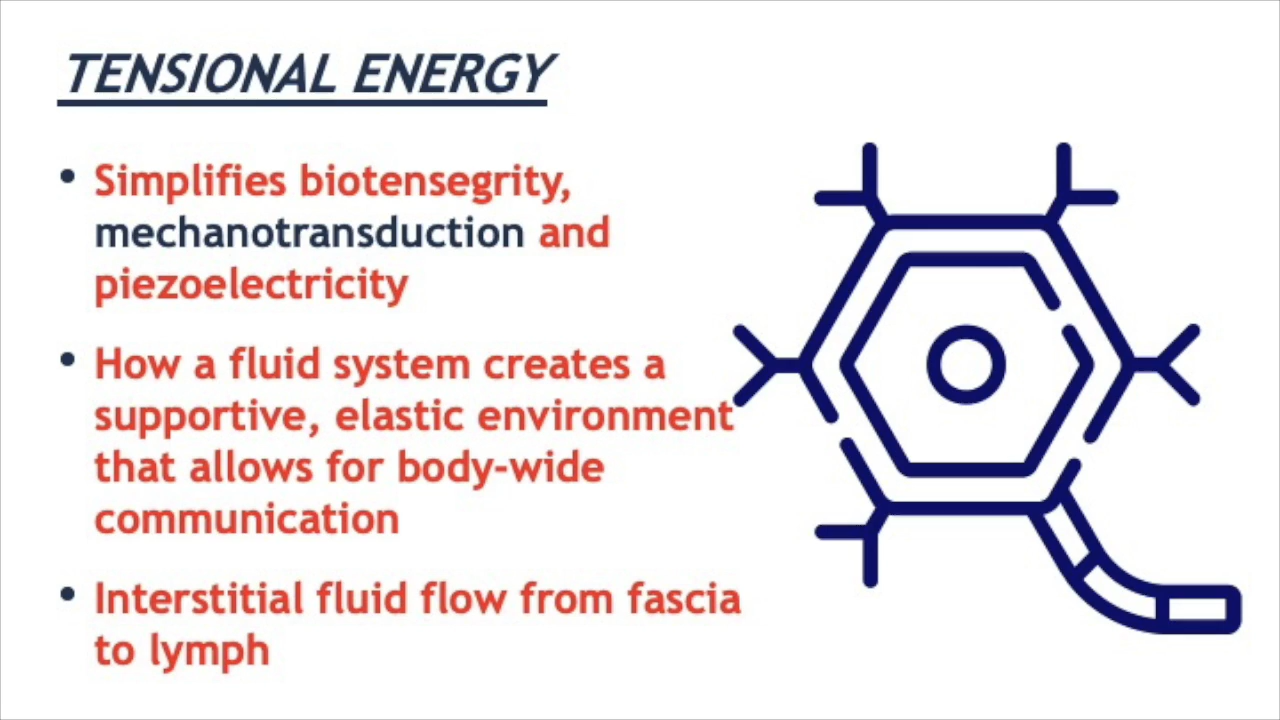 TENSIONAL ENERGY
• Simplifies biotensegrity,
mechanotransduction and
piezoelectricity
• How a fluid system creates a
supportive, elastic environment
that allows for body-wide
communication
• Interstitial fluid flow from fascia
to lymph